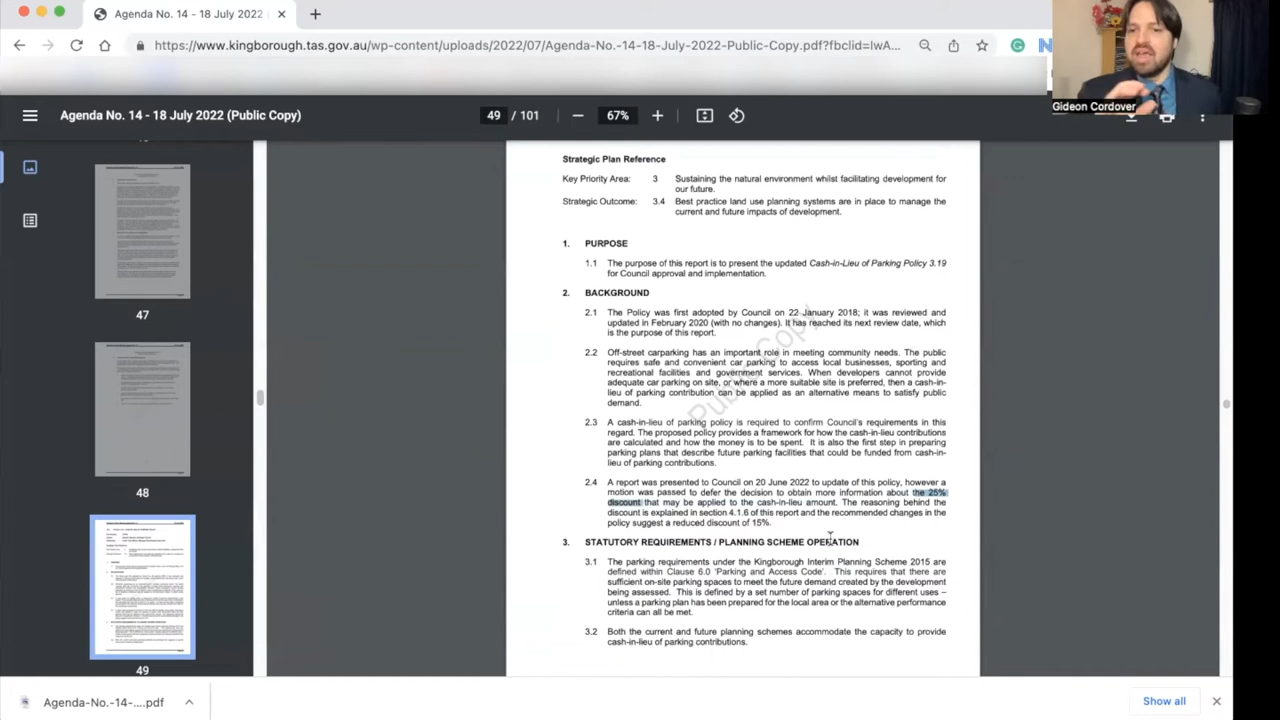 Agenda No. 14 - 18 July 2022 (
https://www.kingborough.tas.gov.au/wp-content/uploads/2022/07/Agenda-No.-14-18-July-2022-Public-Copy.pdf?fbclid=IwA...
Gideon Cordover
Agenda No. 14 - 18 July 2022 (Public Copy)
49 / 101
67%
47
48
49
Strategic Plan Reference
Key Priority Area: 3 Sustaining the natural environment whilst facilitating development for
our future.
Strategic Outcome: 3.4 Best practice land use planning systems are in place to manage the
current and future impacts of development.
1. PURPOSE
1.1 The purpose of this report is to present the updated Cash-in-Lieu of Parking Policy 3.19
for Council approval and implementation.
2. BACKGROUND
2.1 The Policy was first adopted by Council on 22 January 2018; it was reviewed and
updated in February 2020 (with no changes). It has reached its next review date, which
is the purpose of this report.
2.2 Off-street carparking has an important role in meeting community needs. The public
requires safe and convenient car parking to access local businesses, sporting and
recreational facilities and government services. When developers cannot provide
adequate car parking on site, or where a more suitable site is preferred, then a cash-in-
lieu of parking contribution can be applied as an alternative means to satisfy public
demand.
2.3 A cash-in-lieu of parking policy is required to confirm Council's requirements in this
regard. The proposed policy provides a framework for how the cash-in-lieu contributions
are calculated and how the money is to be spent. It is also the first step in preparing
parking plans that describe future parking facilities that could be funded from cash-in-
lieu of parking contributions.
2.4 A report was presented to Council on 20 June 2022 to update of this policy, however a
motion was passed to defer the decision to obtain more information about the 25%
discount that may be applied to the cash-in-lieu amount. The reasoning behind the
discount is explained in section 4.1.6 of this report and the recommended changes in the
policy suggest a reduced discount of 15%.
3. STATUTORY REQUIREMENTS / PLANNING SCHEME OPERATION
3.1 The parking requirements under the Kingborough Interim Planning Scheme 2015 are
defined within Clause 6.0 'Parking and Access Code'. This requires that there are
sufficient on-site parking spaces to meet the future demand created by the development
being assessed. This is defined by a set number of parking spaces for different uses –
unless a parking plan has been prepared for the local area or the alternative performance
criteria can all be met.
3.2 Both the current and future planning schemes accommodate the capacity to provide
cash-in-lieu of parking contributions.
Public Copy
Agenda-No.-14-....pdf
Show all